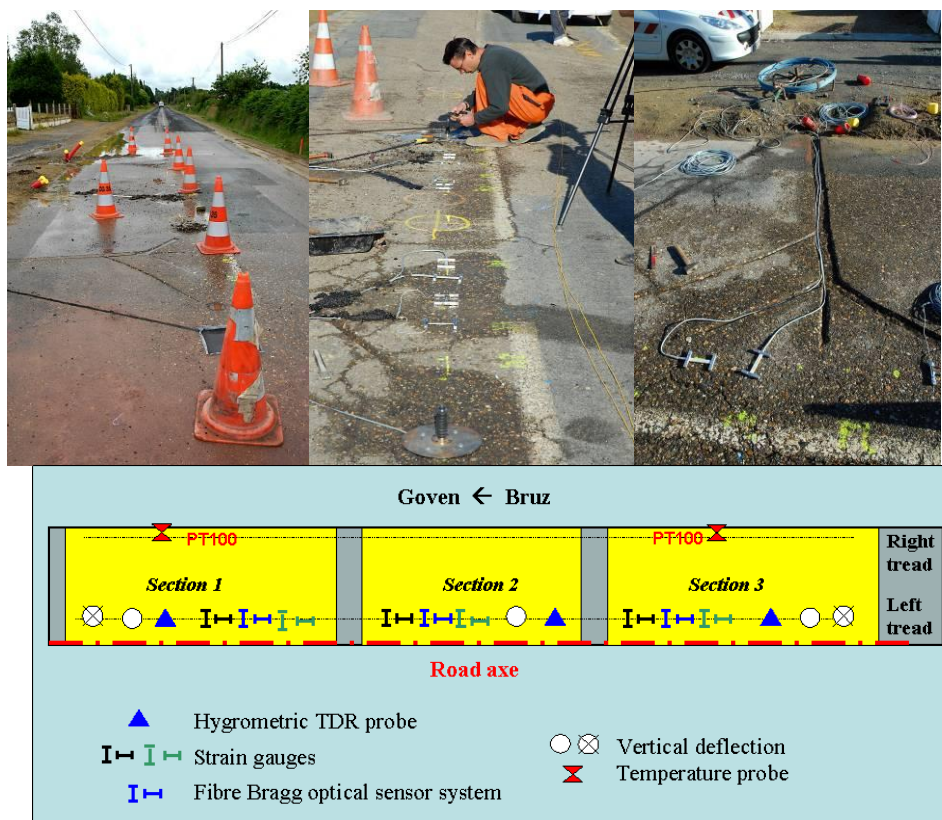 Goven ← Bruz
PT100
PT100
Right tread
Section 1
Section 2
Section 3
Left tread
Road axe
Hygrometric TDR probe
Strain gauges
Fibre Bragg optical sensor system
Vertical deflection
Temperature probe